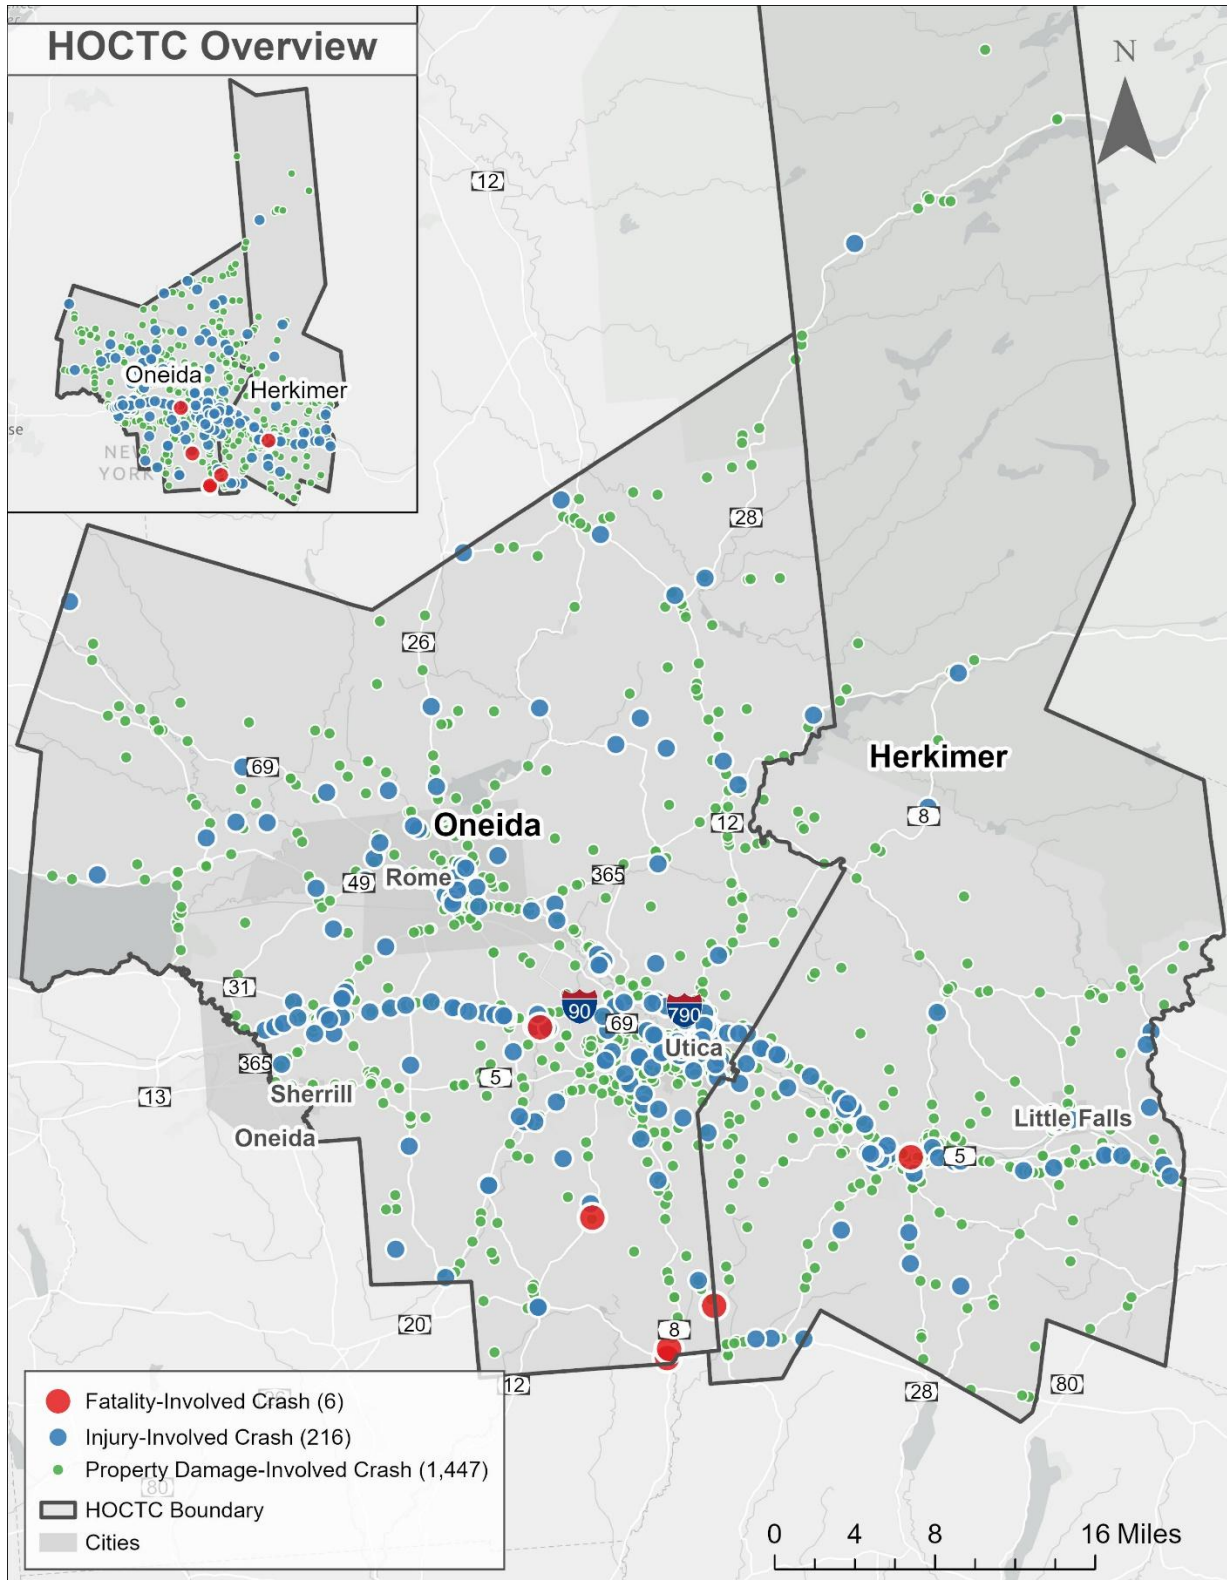 HOCTC Overview
Oneida
Herkimer
se
NEW
YORK
N
12
28
26
69
Herkimer
8
Oneida
12
365
Rome
49
31
90
69
790
Utica
365
5
13
Sherrill
Oneida
Little Falls
5
20
8
12
28
80
Fatality-Involved Crash (6)
Injury-Involved Crash (216)
Property Damage-Involved Crash (1,447)
80
HOCTC Boundary
Cities
0 4 8 16 Miles